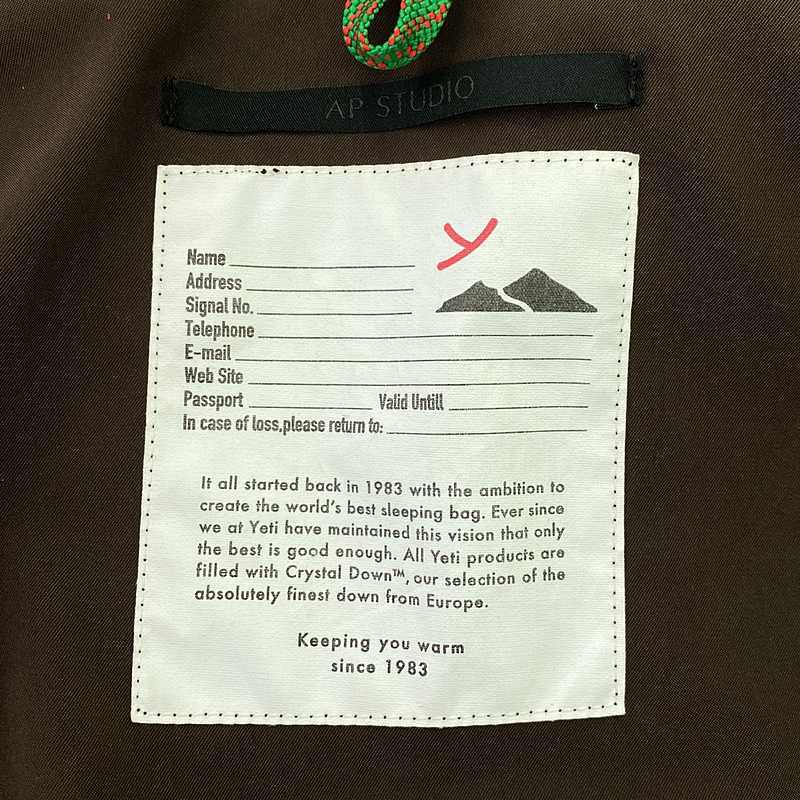 AP STUDIO
Name
Address
Signal No.
Telephone
E-mail
Web Site
Passport Valid Untill
In case of loss,please return to:
It all started back in 1983 with the ambition to
create the world's best sleeping bag. Ever since
we at Yeti have maintained this vision that only
the best is good enough. All Yeti products are
filled with Crystal Down™, our selection of the
absolutely finest down from Europe.
Keeping you warm
since 1983